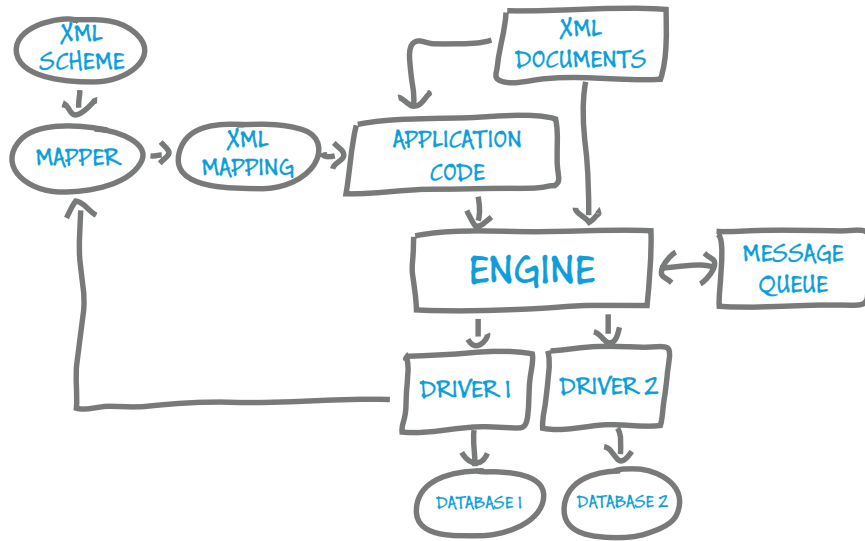 XML
SCHEME
XML
DOCUMENTS
MAPPER
XML
MAPPING
APPLICATION
CODE
ENGINE
MESSAGE
QUEUE
DRIVER 1
DRIVER 2
DATABASE 1
DATABASE 2